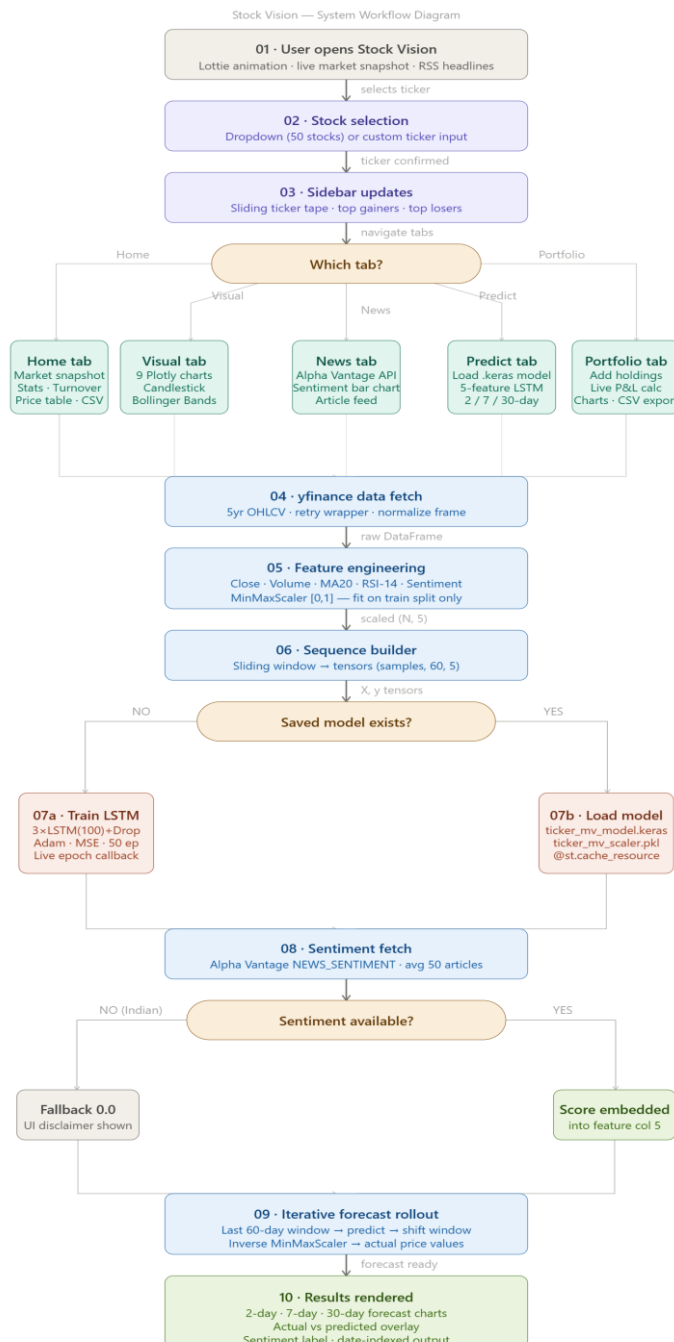 Stock Vision — System Workflow Diagram
01 · User opens Stock Vision
Lottie animation · live market snapshot · RSS headlines
selects ticker
02 · Stock selection
Dropdown (50 stocks) or custom ticker input
ticker confirmed
03 · Sidebar updates
Sliding ticker tape · top gainers · top losers
navigate tabs
Which tab?
Home
Portfolio
Visual
Predict
News
Home tab
Market snapshot
Stats · Turnover
Price table · CSV
Visual tab
9 Plotly charts
Candlestick
Bollinger Bands
News tab
Alpha Vantage API
Sentiment bar chart
Article feed
Predict tab
Load .keras model
5-feature LSTM
2 / 7 / 30-day
Portfolio tab
Add holdings
Live P&L calc
Charts · CSV export
04 · yfinance data fetch
5yr OHLCV · retry wrapper · normalize frame
raw DataFrame
05 · Feature engineering
Close · Volume · MA20 · RSI-14 · Sentiment
MinMaxScaler [0,1] — fit on train split only
scaled (N, 5)
06 · Sequence builder
Sliding window → tensors (samples, 60, 5)
X, y tensors
Saved model exists?
NO
YES
07a · Train LSTM
3×LSTM(100)+Drop
Adam · MSE · 50 ep
Live epoch callback
07b · Load model
ticker_mv_model.keras
ticker_mv_scaler.pkl
@st.cache_resource
08 · Sentiment fetch
Alpha Vantage NEWS_SENTIMENT · avg 50 articles
Sentiment available?
NO (Indian)
YES
Fallback 0.0
UI disclaimer shown
Score embedded
into feature col 5
09 · Iterative forecast rollout
Last 60-day window → predict → shift window
Inverse MinMaxScaler → actual price values
forecast ready
10 · Results rendered
2-day · 7-day · 30-day forecast charts
Actual vs predicted overlay
Sentiment label · date-indexed output